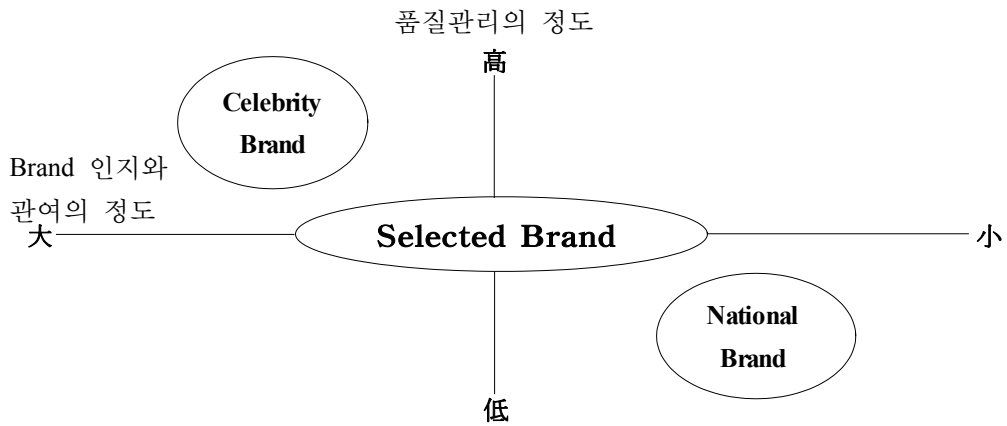 품질관리의 정도
高
Celebrity
Brand
Brand 인지와
관여의 정도
大
Selected Brand
小
National
Brand
低